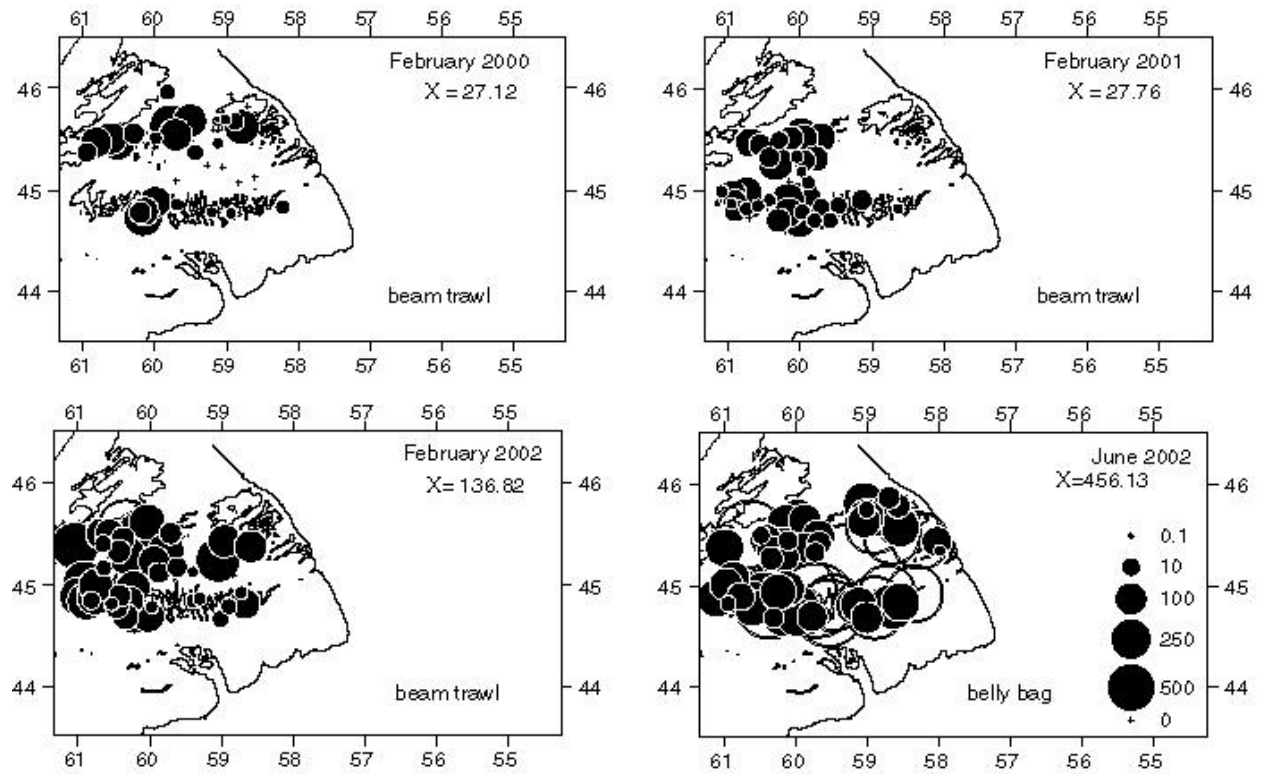 61 60 59 58 57 56 55
February 2000
X = 27.12
46 46
45 45
44 44
beam trawl
61 60 59 58 57 56 55
61 60 59 58 57 56 55
February 2001
X = 27.76
46 46
45 45
44 44
beam trawl
61 60 59 58 57 56 55
61 60 59 58 57 56 55
February 2002
X= 136.82
46 46
45 45
44 44
beam trawl
61 60 59 58 57 56 55
61 60 59 58 57 56 55
June 2002
X=456.13
46 46
0.1
10
45 45
100
250
500
44 44
belly bag
0
61 60 59 58 57 56 55